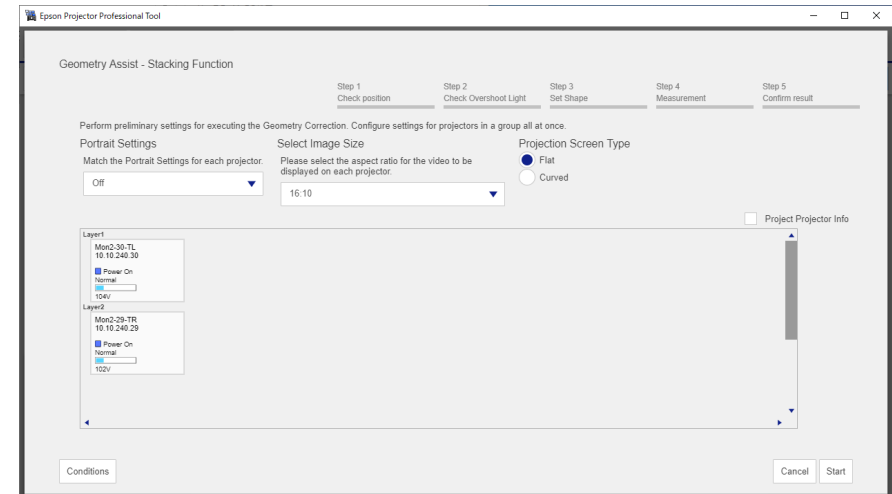 Epson Projector Professional Tool
Geometry Assist - Stacking Function
Step 1
Check position
Step 2
Check Overshoot Light
Step 3
Set Shape
Step 4
Measurement
Step 5
Confirm result
Perform preliminary settings for executing the Geometry Correction. Configure settings for projectors in a group all at once.
Portrait Settings
Match the Portrait Settings for each projector.
Off
Select Image Size
Please select the aspect ratio for the video to be
displayed on each projector.
16:10
Projection Screen Type
Flat
Curved
Project Projector Info
Layer1
Mon2-30-TL
10.10.240.30
Power On
Normal
104V
Layer2
Mon2-29-TR
10.10.240.29
Power On
Normal
102V
Conditions
Cancel
Start